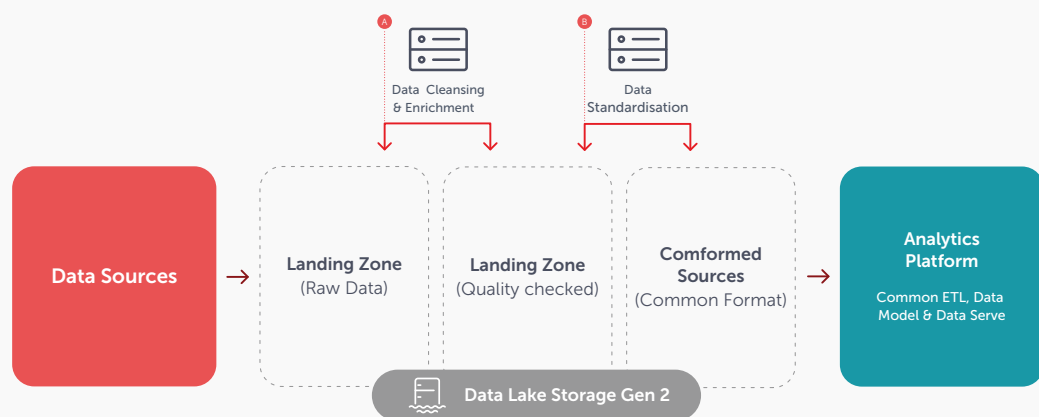 A
B
Data Cleansing
& Enrichment
Data
Standardisation
Data Sources
Landing Zone
(Raw Data)
Landing Zone
(Quality checked)
Comformed
Sources
(Common Format)
Analytics
Platform
Common ETL, Data
Model & Data Serve
Data Lake Storage Gen 2